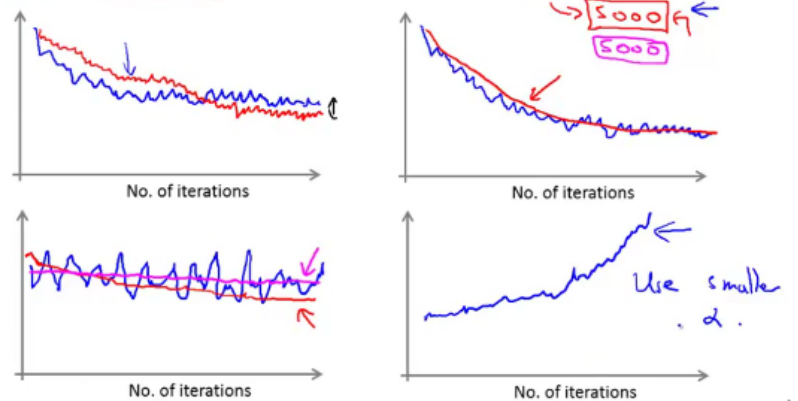 5000
5000
No. of iterations
No. of iterations
Use smaller
α.
No. of iterations
No. of iterations